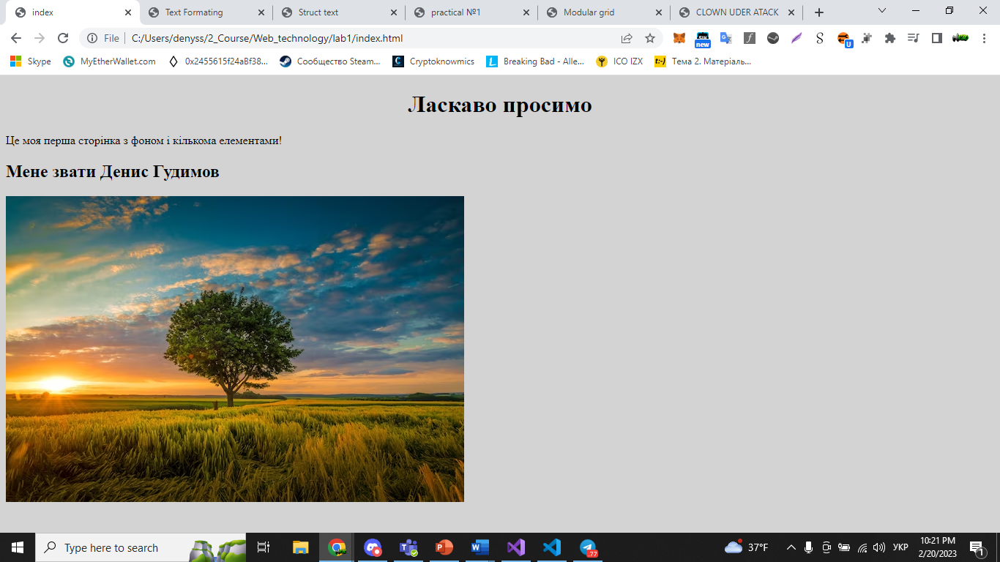 index
Text Formating
Struct text
practical №1
Modular grid
CLOWN UDER ATACK
File
C:/Users/denyss/2_Course/Web_technology/lab1/index.html
new
U
Skype
MyEtherWallet.com
0x2455615f24aBf38...
Сообщество Steam...
Cryptoknowmics
Breaking Bad - Alle...
ICO IZX
Тема 2. Матеріаль...
Ласкаво просимо
Це моя перша сторінка з фоном і кількома елементами!
Мене звати Денис Гудимов
Type here to search
.77
37°F
УКР
10:21 PM
2/20/2023
1